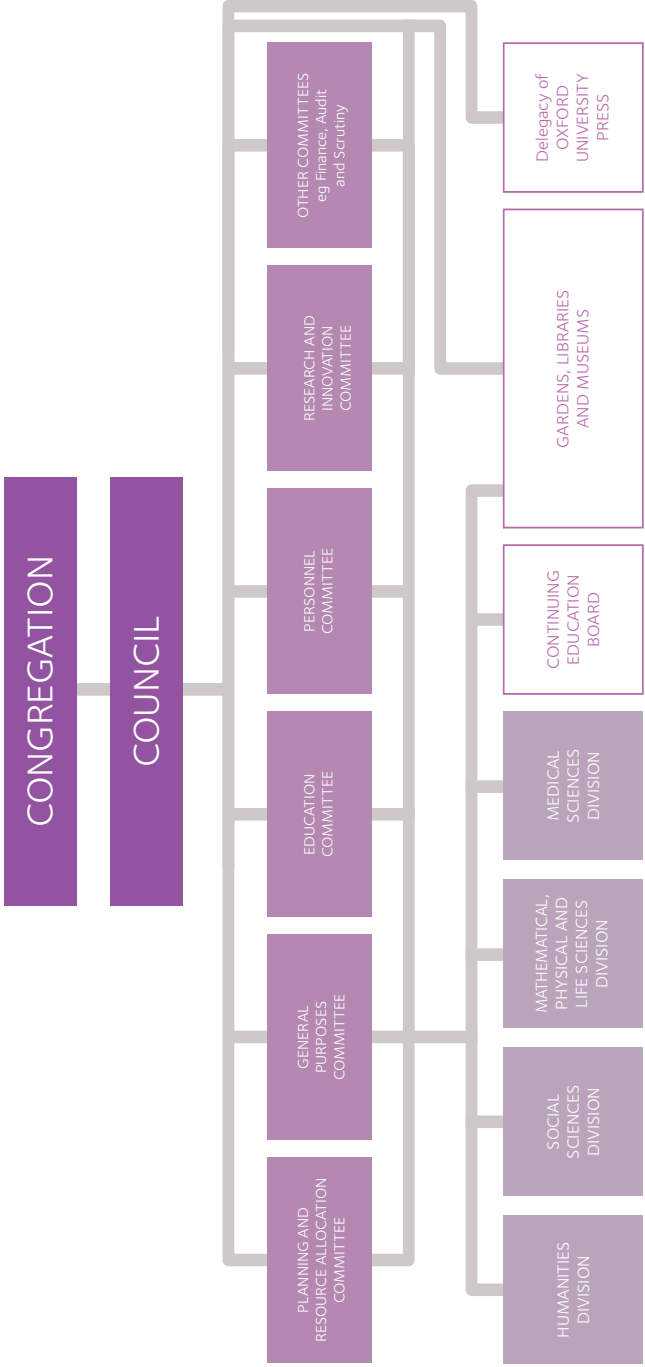 CONGREGATION
COUNCIL
PLANNING AND
RESOURCE ALLOCATION
COMMITTEE
GENERAL
PURPOSES
COMMITTEE
EDUCATION
COMMITTEE
PERSONNEL
COMMITTEE
RESEARCH AND
INNOVATION
COMMITTEE
OTHER COMMITTEES
eg Finance, Audit
and Scrutiny
HUMANITIES
DIVISION
SOCIAL
SCIENCES
DIVISION
MATHEMATICAL,
PHYSICAL AND
LIFE SCIENCES
DIVISION
MEDICAL
SCIENCES
DIVISION
CONTINUING
EDUCATION
BOARD
GARDENS, LIBRARIES
AND MUSEUMS
Delegacy of
OXFORD
UNIVERSITY
PRESS